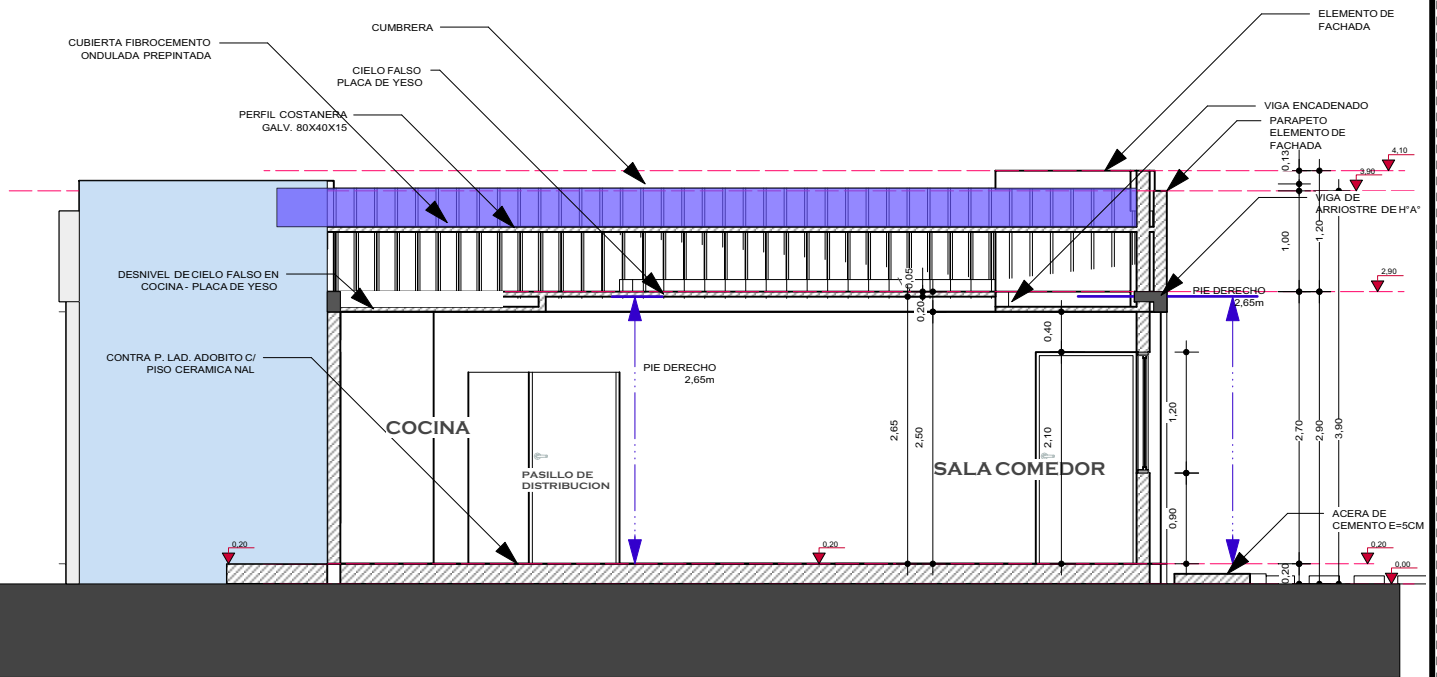 ELEMENTO DE
FACHADA
CUMBRERA
CUBIERTA FIBROCEMENTO
ONDULADA PREPINTADA
CIELO FALSO
PLACA DE YESO
PERFIL COSTANERA
GALV. 80X40X15
VIGA ENCADENADO
PARAPETO
ELEMENTO DE
FACHADA
0,13
4,10
3,90
VIGA DE
ARRIOSTRE DE H°A°
1,00
1,20
DESNIVEL DE CIELO FALSO EN
COCINA - PLACA DE YESO
0,05
0,20
2,90
PIE DERECHO
2,65m
0,40
CONTRA P. LAD. ADOBITO C/
PISO CERAMICA NAL
PIE DERECHO
2,65m
COCINA
2,65
2,50
2,10
1,20
2,70
2,90
3,90
SALA COMEDOR
PASILLO DE
DISTRIBUCION
0,90
ACERA DE
CEMENTO E=5CM
0,20
0,20
0,20
0,20
0,00